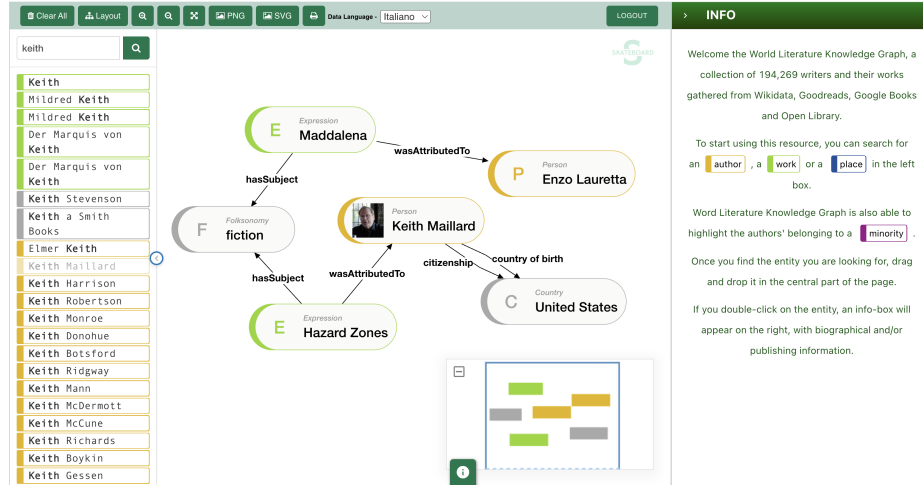 Clear All
Layout
PNG
SVG
Data Language -
Italiano
LOGOUT
› INFO
keith
Keith
Mildred Keith
Mildred Keith
Der Marquis von
Keith
Der Marquis von
Keith
Keith Stevenson
Keith a Smith
Books
Elmer Keith
Keith Maillard
Keith Harrison
Keith Robertson
Keith Monroe
Keith Donohue
Keith Botsford
Keith Ridgway
Keith Mann
Keith McDermott
Keith McCune
Keith Richards
Keith Boykin
Keith Gessen
SKATEBOARD
S
E
Expression
Maddalena
wasAttributedTo
P
Person
Enzo Lauretta
hasSubject
F
Folksonomy
fiction
Person
Keith Maillard
citizenship
country of birth
hasSubject
wasAttributedTo
C
Country
United States
E
Expression
Hazard Zones
Welcome the World Literature Knowledge Graph, a
collection of 194,269 writers and their works
gathered from Wikidata, Goodreads, Google Books
and Open Library.
To start using this resource, you can search for
an author , a work or a place in the left
box.
Word Literature Knowledge Graph is also able to
highlight the authors' belonging to a minority .
Once you find the entity you are looking for, drag
and drop it in the central part of the page.
If you double-click on the entity, an info-box will
appear on the right, with biographical and/or
publishing information.